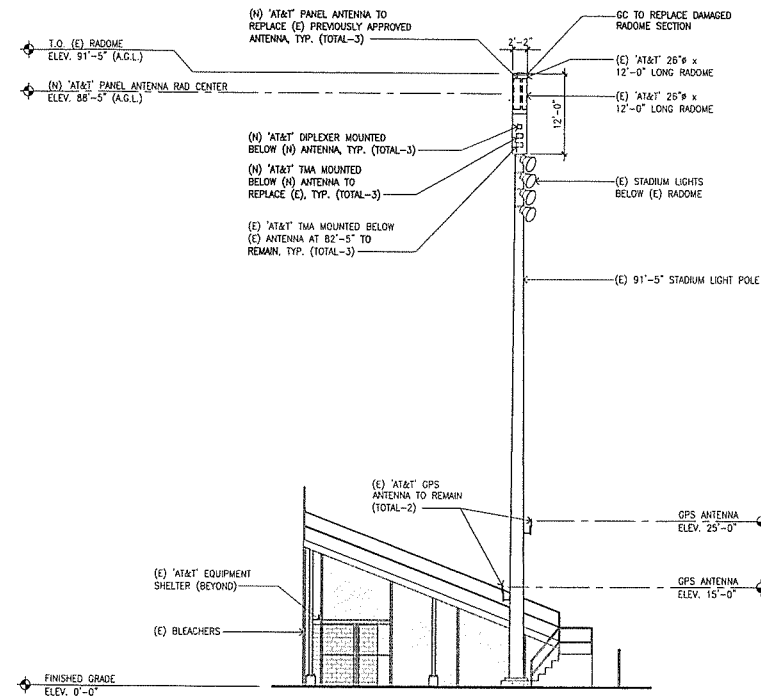 (N) 'AT&T' PANEL ANTENNA TO
REPLACE (E) PREVIOUSLY APPROVED
ANTENNA, TYP. (TOTAL-3)
2'-2"
GC TO REPLACE DAMAGED
RADOME SECTION
T.O. (E) RADOME
ELEV. 91'-5" (A.G.L.)
(E) 'AT&T' 26"ø x
12'-0" LONG RADOME
(N) 'AT&T' PANEL ANTENNA RAD CENTER
ELEV. 88'-5" (A.G.L.)
(E) 'AT&T' 26"ø x
12'-0" LONG RADOME
12'-0"
(N) 'AT&T' DIPLEXER MOUNTED
BELOW (N) ANTENNA, TYP. (TOTAL-3)
(N) 'AT&T' TMA MOUNTED
BELOW (N) ANTENNA TO
REPLACE (E), TYP. (TOTAL-3)
(E) STADIUM LIGHTS
BELOW (E) RADOME
(E) 'AT&T' TMA MOUNTED BELOW
(E) ANTENNA AT 82'-5" TO
REMAIN, TYP. (TOTAL-3)
(E) 91'-5" STADIUM LIGHT POLE
(E) 'AT&T' GPS
ANTENNA TO REMAIN
(TOTAL-2)
GPS ANTENNA
ELEV. 25'-0"
(E) 'AT&T' EQUIPMENT
SHELTER (BEYOND)
GPS ANTENNA
ELEV. 15'-0"
(E) BLEACHERS
FINISHED GRADE
ELEV. 0'-0"